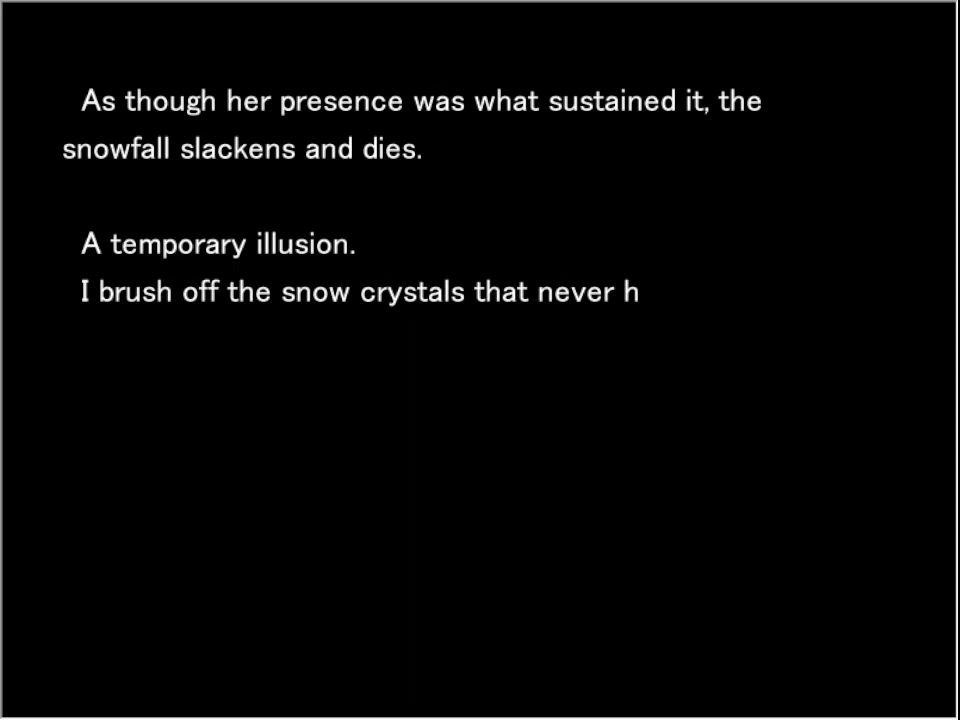 As though her presence was what sustained it, the
snowfall slackens and dies.
A temporary illusion.
I brush off the snow crystals that never h